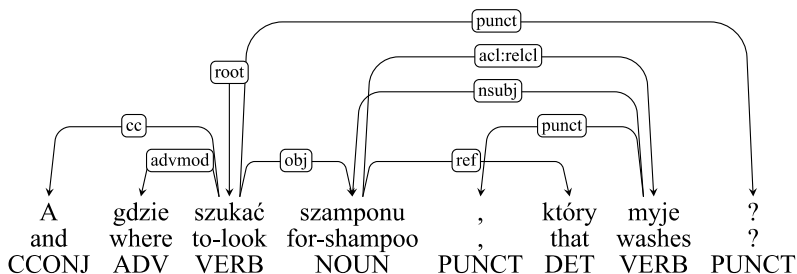 punct
root
acl:relcl
nsubj
cc
punct
advmod
obj
ref
A gdzie szukać szamponu , który myje ?
and where to-look for-shampoo , that washes ?
CCONJ ADV VERB NOUN PUNCT DET VERB PUNCT